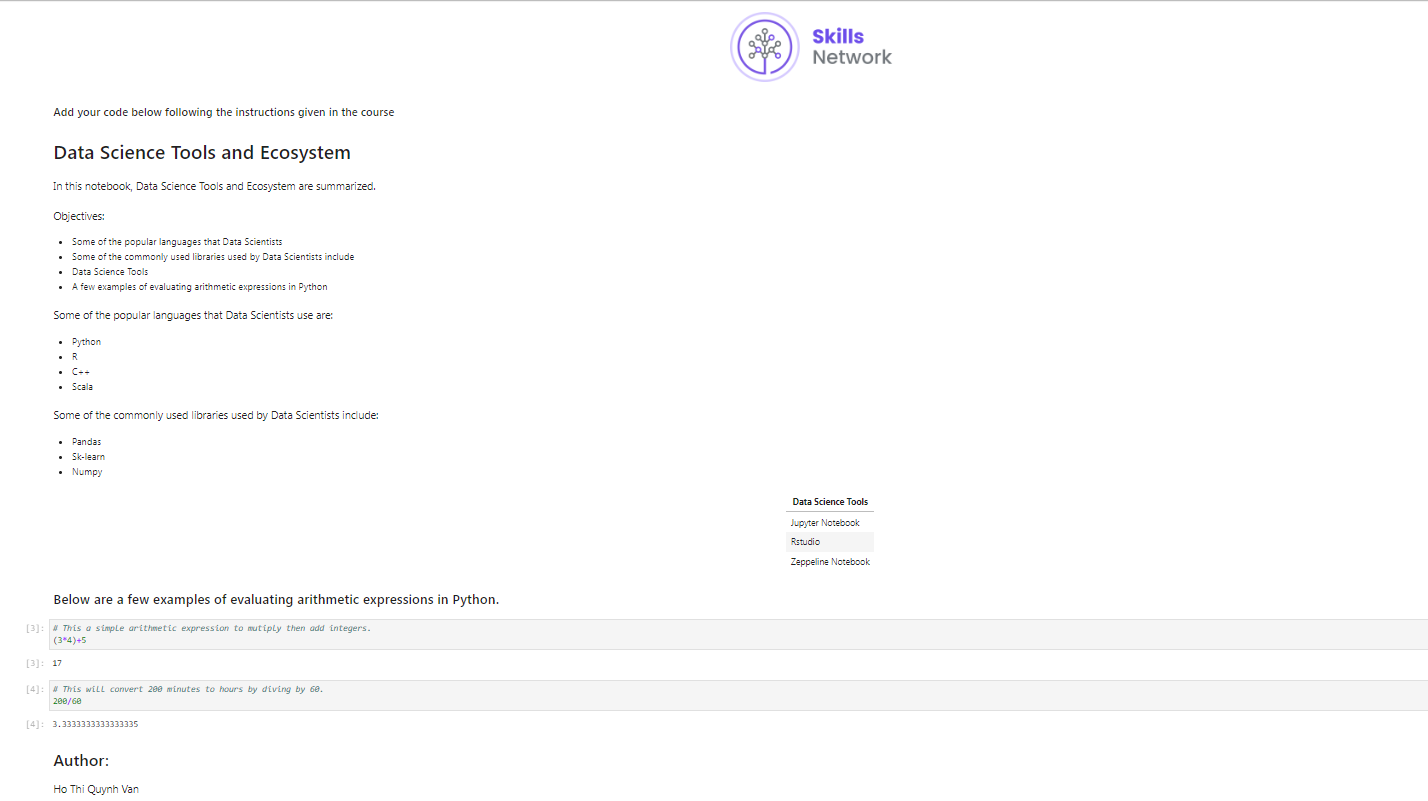 Skills
Network
Add your code below following the instructions given in the course
Data Science Tools and Ecosystem
In this notebook, Data Science Tools and Ecosystem are summarized.
Objectives:
• Some of the popular languages that Data Scientists
• Some of the commonly used libraries used by Data Scientists include
• Data Science Tools
• A few examples of evaluating arithmetic expressions in Python
Some of the popular languages that Data Scientists use are:
• Python
• R
• C++
• Scala
Some of the commonly used libraries used by Data Scientists include:
• Pandas
• Sk-learn
• Numpy
Data Science Tools
Jupyter Notebook
Rstudio
Zeppeline Notebook
Below are a few examples of evaluating arithmetic expressions in Python.
[3]: # This a simple arithmetic expression to mutiply then add integers.
(3*4)+5
[3]: 17
[4]: # This will convert 200 minutes to hours by diving by 60.
200/60
[4]: 3.3333333333333335
Author:
Ho Thi Quynh Van